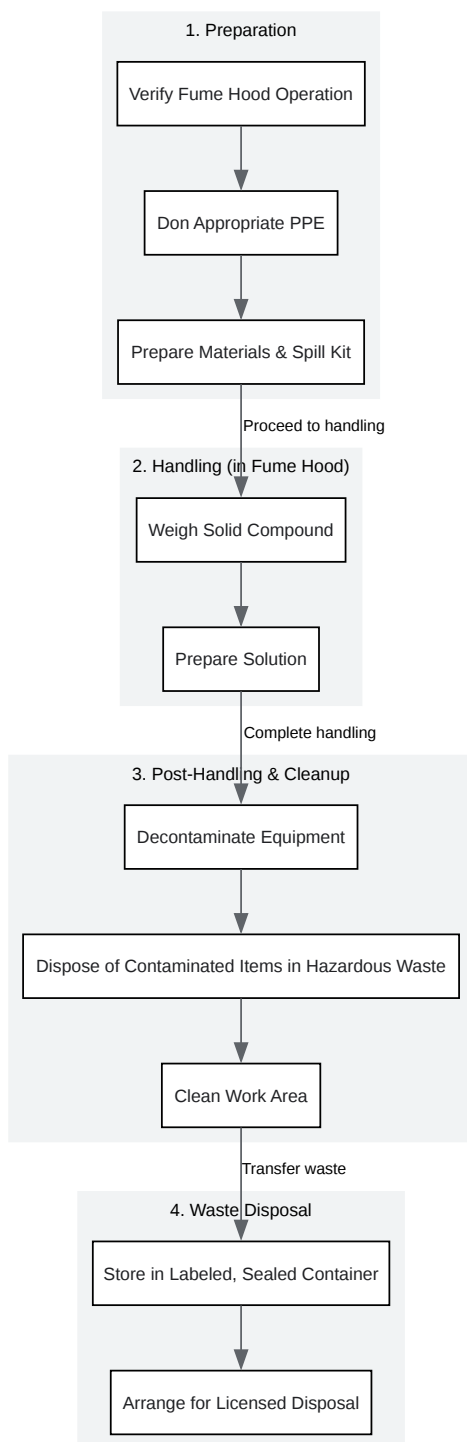 1. Preparation
Verify Fume Hood Operation
Don Appropriate PPE
Prepare Materials & Spill Kit
Proceed to handling
2. Handling (in Fume Hood)
Weigh Solid Compound
Prepare Solution
Complete handling
3. Post-Handling & Cleanup
Decontaminate Equipment
Dispose of Contaminated Items in Hazardous Waste
Clean Work Area
Transfer waste
4. Waste Disposal
Store in Labeled, Sealed Container
Arrange for Licensed Disposal